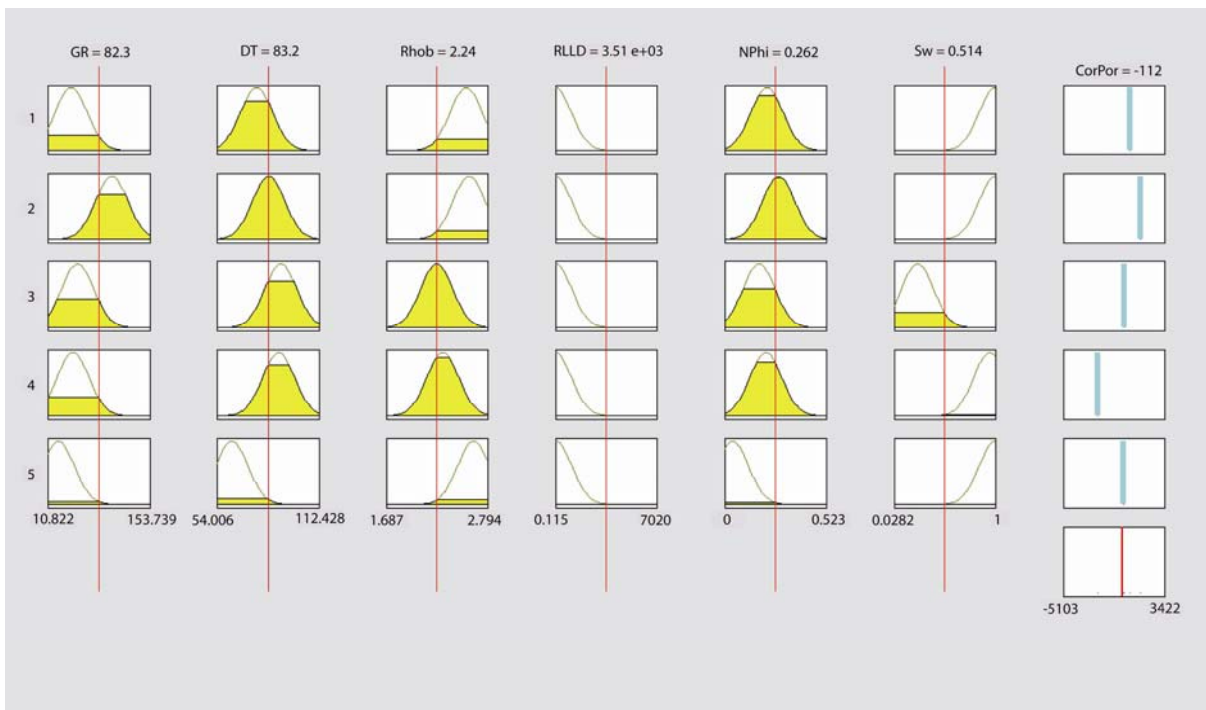 GR = 82.3 DT = 83.2 Rhob = 2.24 RLLD = 3.51 e+03 NPhi = 0.262 Sw = 0.514
CorPor = -112
1
2
3
4
5
10.822 153.739 54.006 112.428 1.687 2.794 0.115 7020 0 0.523 0.0282 1
-5103 3422